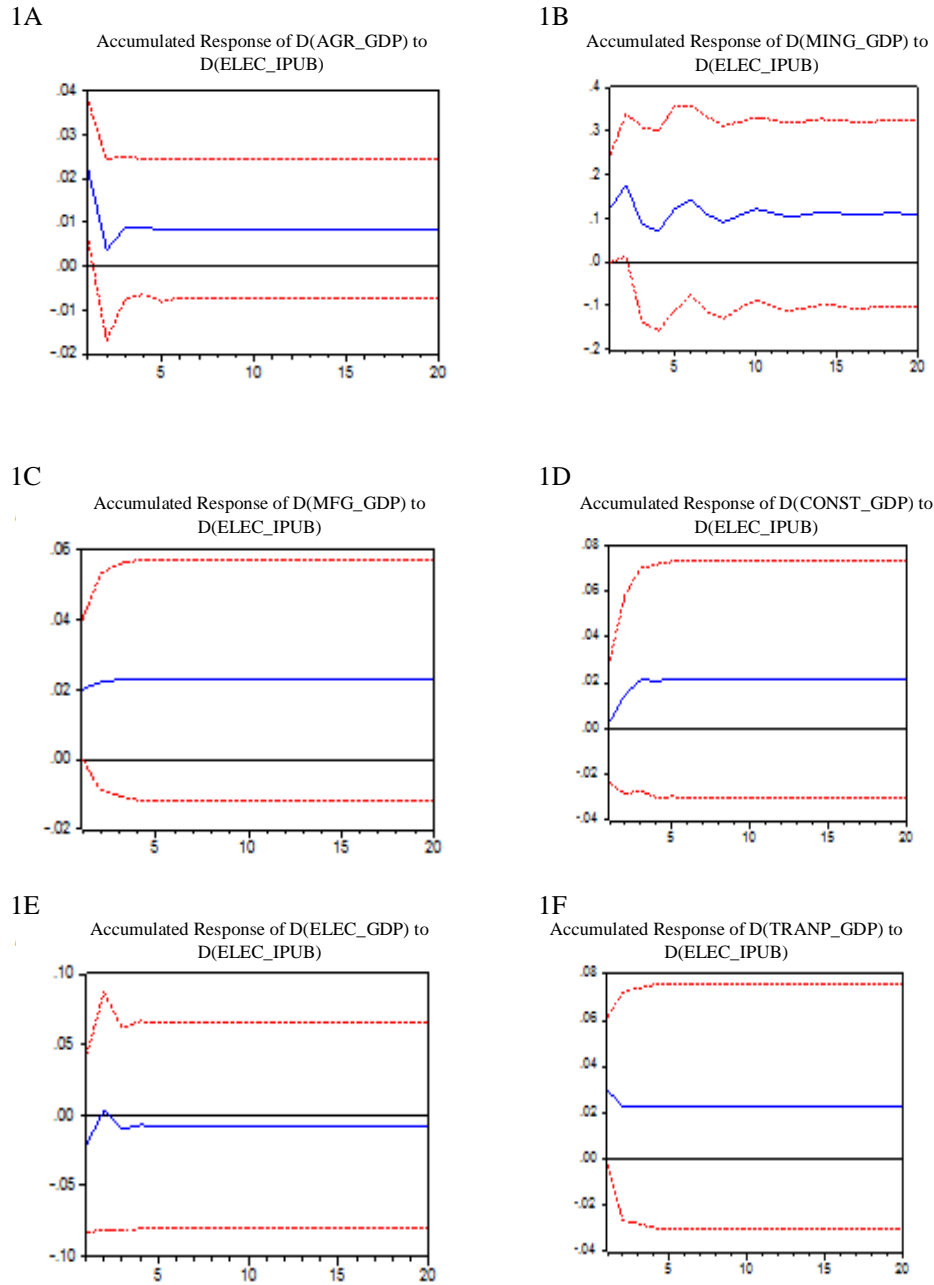 1A
Accumulated Response of D(AGR_GDP) to
D(ELEC_IPUB)
.04
.03
.02
.01
.00
-.01
-.02
5 10 15 20
1B
Accumulated Response of D(MING_GDP) to
D(ELEC_IPUB)
.4
.3
.2
.1
.0
-.1
-.2
5 10 15 20
1C
Accumulated Response of D(MFG_GDP) to
D(ELEC_IPUB)
.06
.04
.02
.00
-.02
5 10 15 20
1D
Accumulated Response of D(CONST_GDP) to
D(ELEC_IPUB)
.08
.06
.04
.02
.00
-.02
-.04
5 10 15 20
1E
Accumulated Response of D(ELEC_GDP) to
D(ELEC_IPUB)
.10
.05
.00
-.05
-.10
5 10 15 20
1F
Accumulated Response of D(TRANP_GDP) to
D(ELEC_IPUB)
.08
.06
.04
.02
.00
-.02
-.04
5 10 15 20